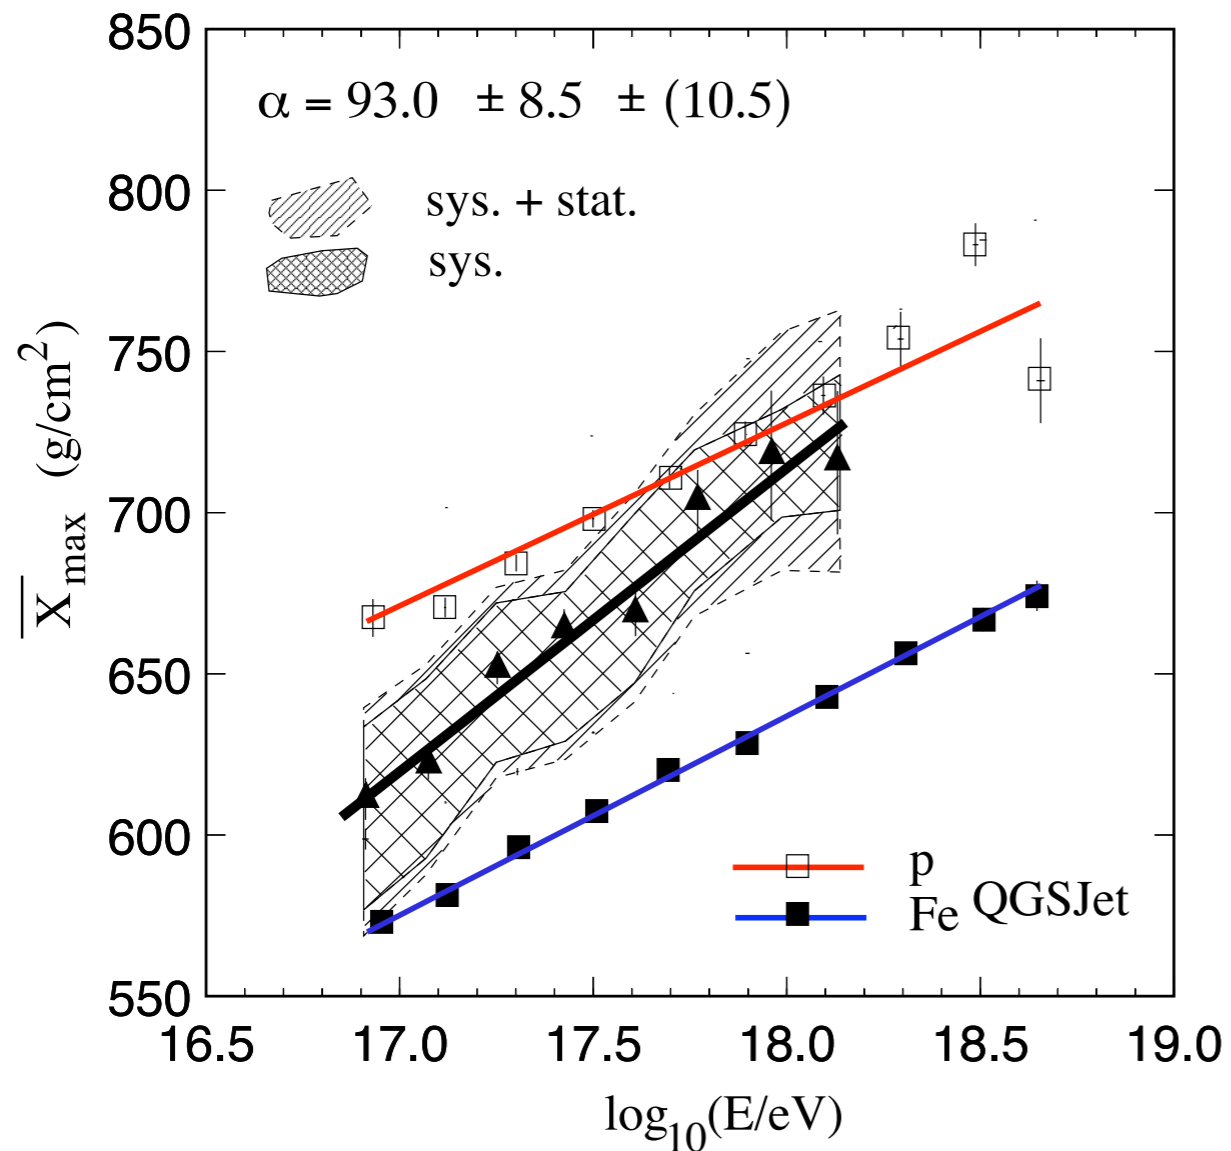 850
α = 93.0 ± 8.5 ± (10.5)
800
sys. + stat.
sys.
750
X̅max (g/cm²)
700
650
600
p
Fe QGSJet
550
16.5 17.0 17.5 18.0 18.5 19.0
log₁₀(E/eV)